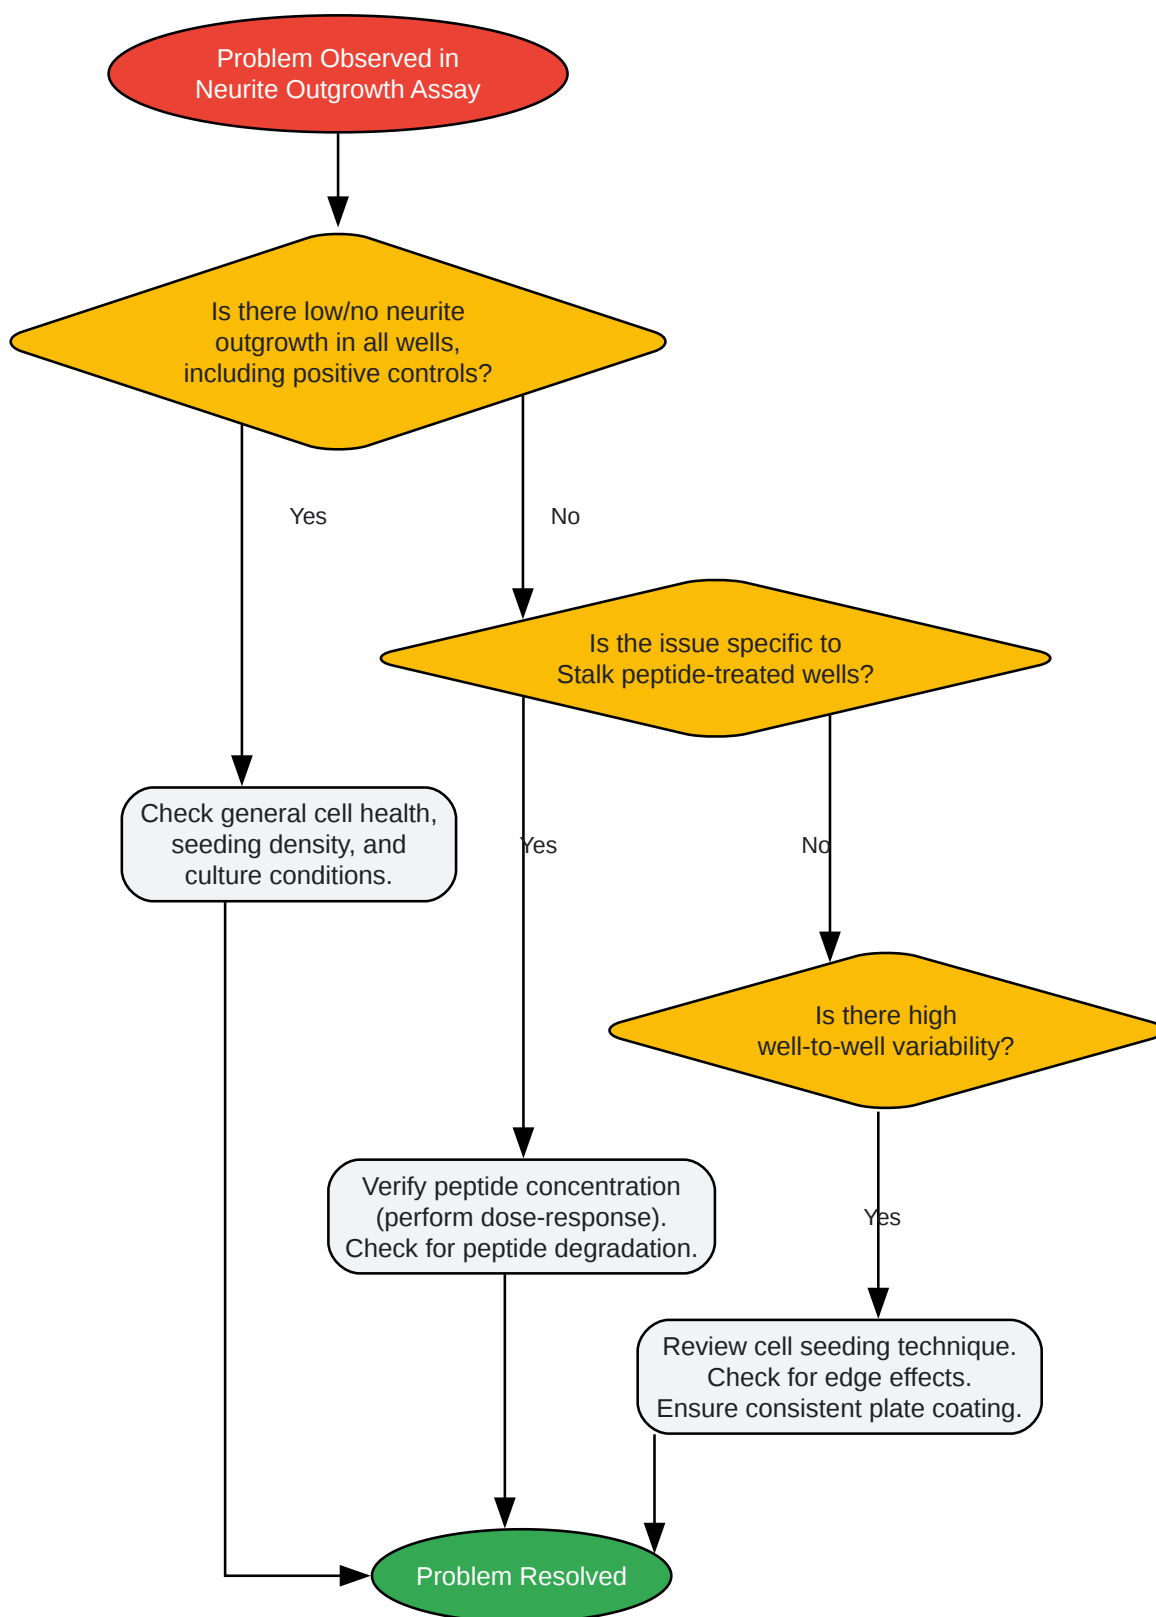 Problem Observed in
Neurite Outgrowth Assay
Is there low/no neurite
outgrowth in all wells,
including positive controls?
Yes
No
Is the issue specific to
Stalk peptide-treated wells?
Check general cell health,
seeding density, and
culture conditions.
Yes
No
Is there high
well-to-well variability?
Verify peptide concentration
(perform dose-response).
Check for peptide degradation.
Yes
Review cell seeding technique.
Check for edge effects.
Ensure consistent plate coating.
Problem Resolved